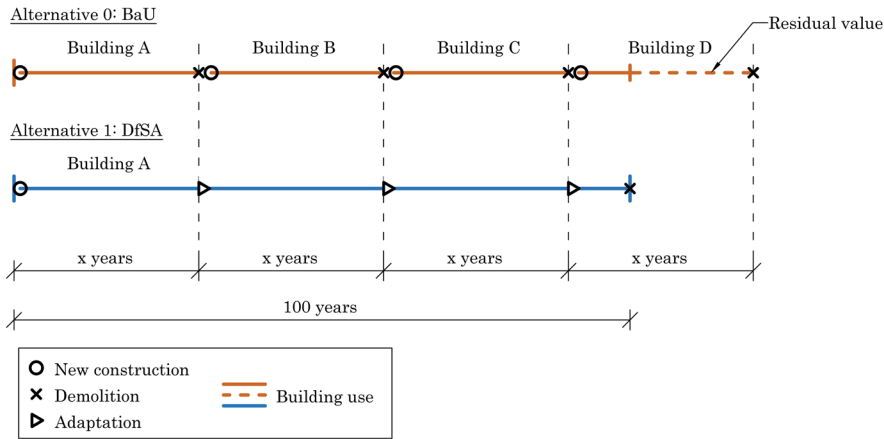 Alternative 0: BaU
Residual value
Building A Building B Building C Building D
Alternative 1: DfSA
Building A
x years x years x years x years
100 years
New construction
Demolition
Adaptation
Building use